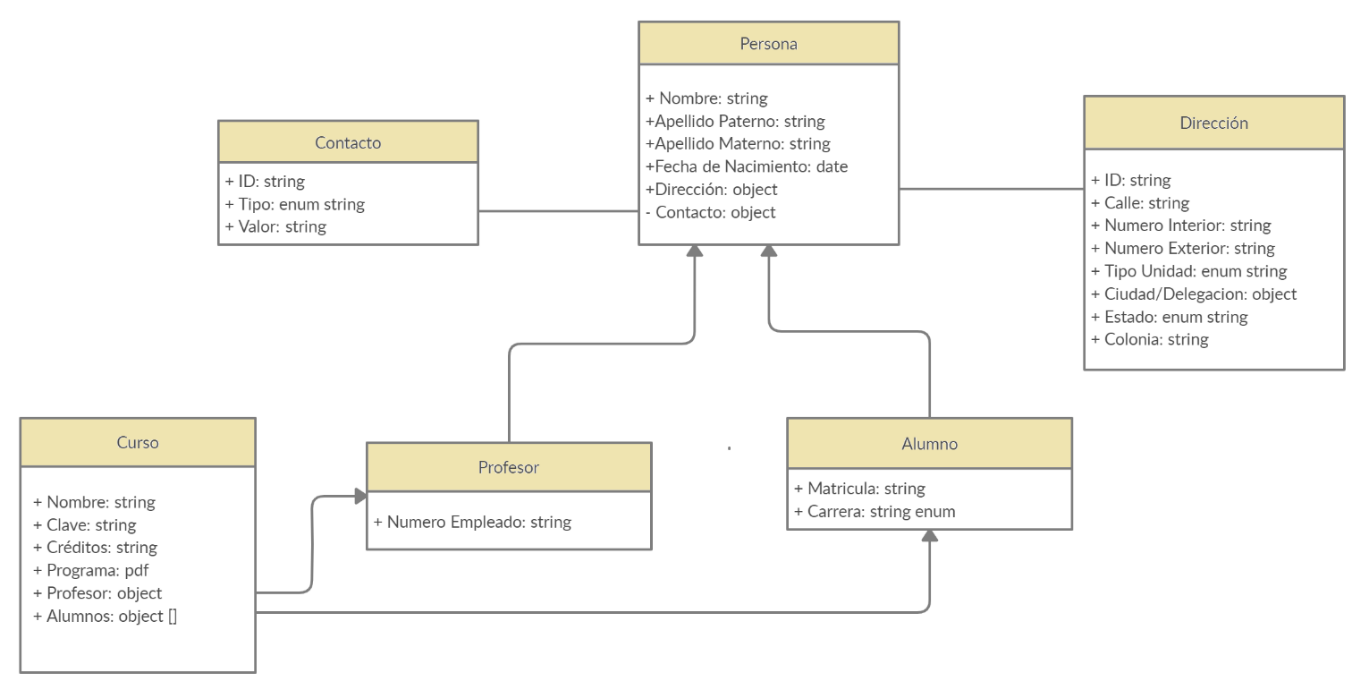 Persona
+ Nombre: string
+Apellido Paterno: string
+Apellido Materno: string
+Fecha de Nacimiento: date
+Dirección: object
- Contacto: object
Contacto
+ ID: string
+ Tipo: enum string
+ Valor: string
Dirección
+ ID: string
+ Calle: string
+ Numero Interior: string
+ Numero Exterior: string
+ Tipo Unidad: enum string
+ Ciudad/Delegacion: object
+ Estado: enum string
+ Colonia: string
Curso
+ Nombre: string
+ Clave: string
+ Créditos: string
+ Programa: pdf
+ Profesor: object
+ Alumnos: object []
Profesor
+ Numero Empleado: string
Alumno
+ Matricula: string
+ Carrera: string enum